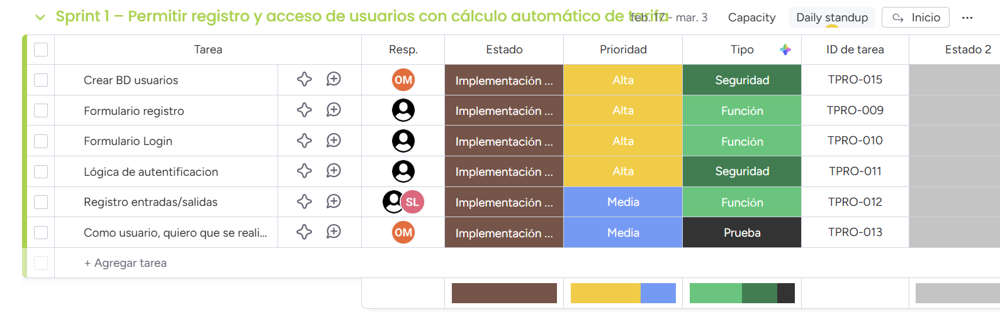 Sprint 1 – Permitir registro y acceso de usuarios con cálculo automático de tarifa feb. 17 - mar. 3 Capacity Daily standup Inicio ...
Tarea Resp. Estado Prioridad Tipo ID de tarea Estado 2
Crear BD usuarios OM Implementación ... Alta Seguridad TPRO-015
Formulario registro Implementación ... Alta Función TPRO-009
Formulario Login Implementación ... Alta Función TPRO-010
Lógica de autentificacion Implementación ... Alta Seguridad TPRO-011
Registro entradas/salidas SL Implementación ... Media Función TPRO-012
Como usuario, quiero que se reali... OM Implementación ... Media Prueba TPRO-013
+ Agregar tarea